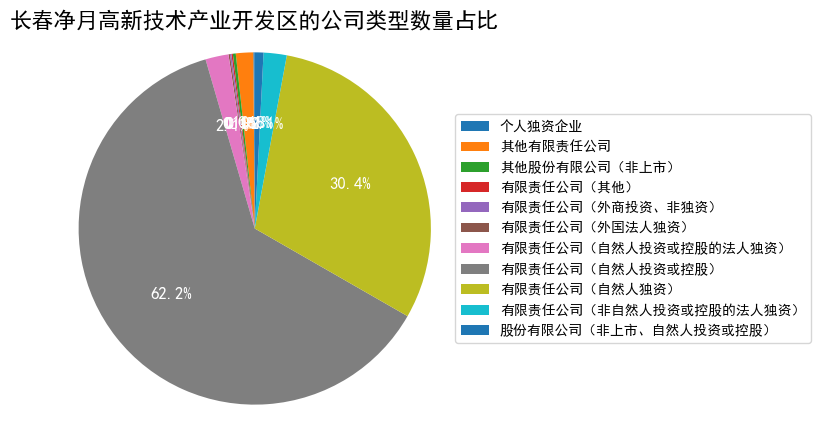 长春净月高新技术产业开发区的公司类型数量占比
30.4%
62.2%
个人独资企业
其他有限责任公司
其他股份有限公司（非上市）
有限责任公司（其他）
有限责任公司（外商投资、非独资）
有限责任公司（外国法人独资）
有限责任公司（自然人投资或控股的法人独资）
有限责任公司（自然人投资或控股）
有限责任公司（自然人独资）
有限责任公司（非自然人投资或控股的法人独资）
股份有限公司（非上市、自然人投资或控股）